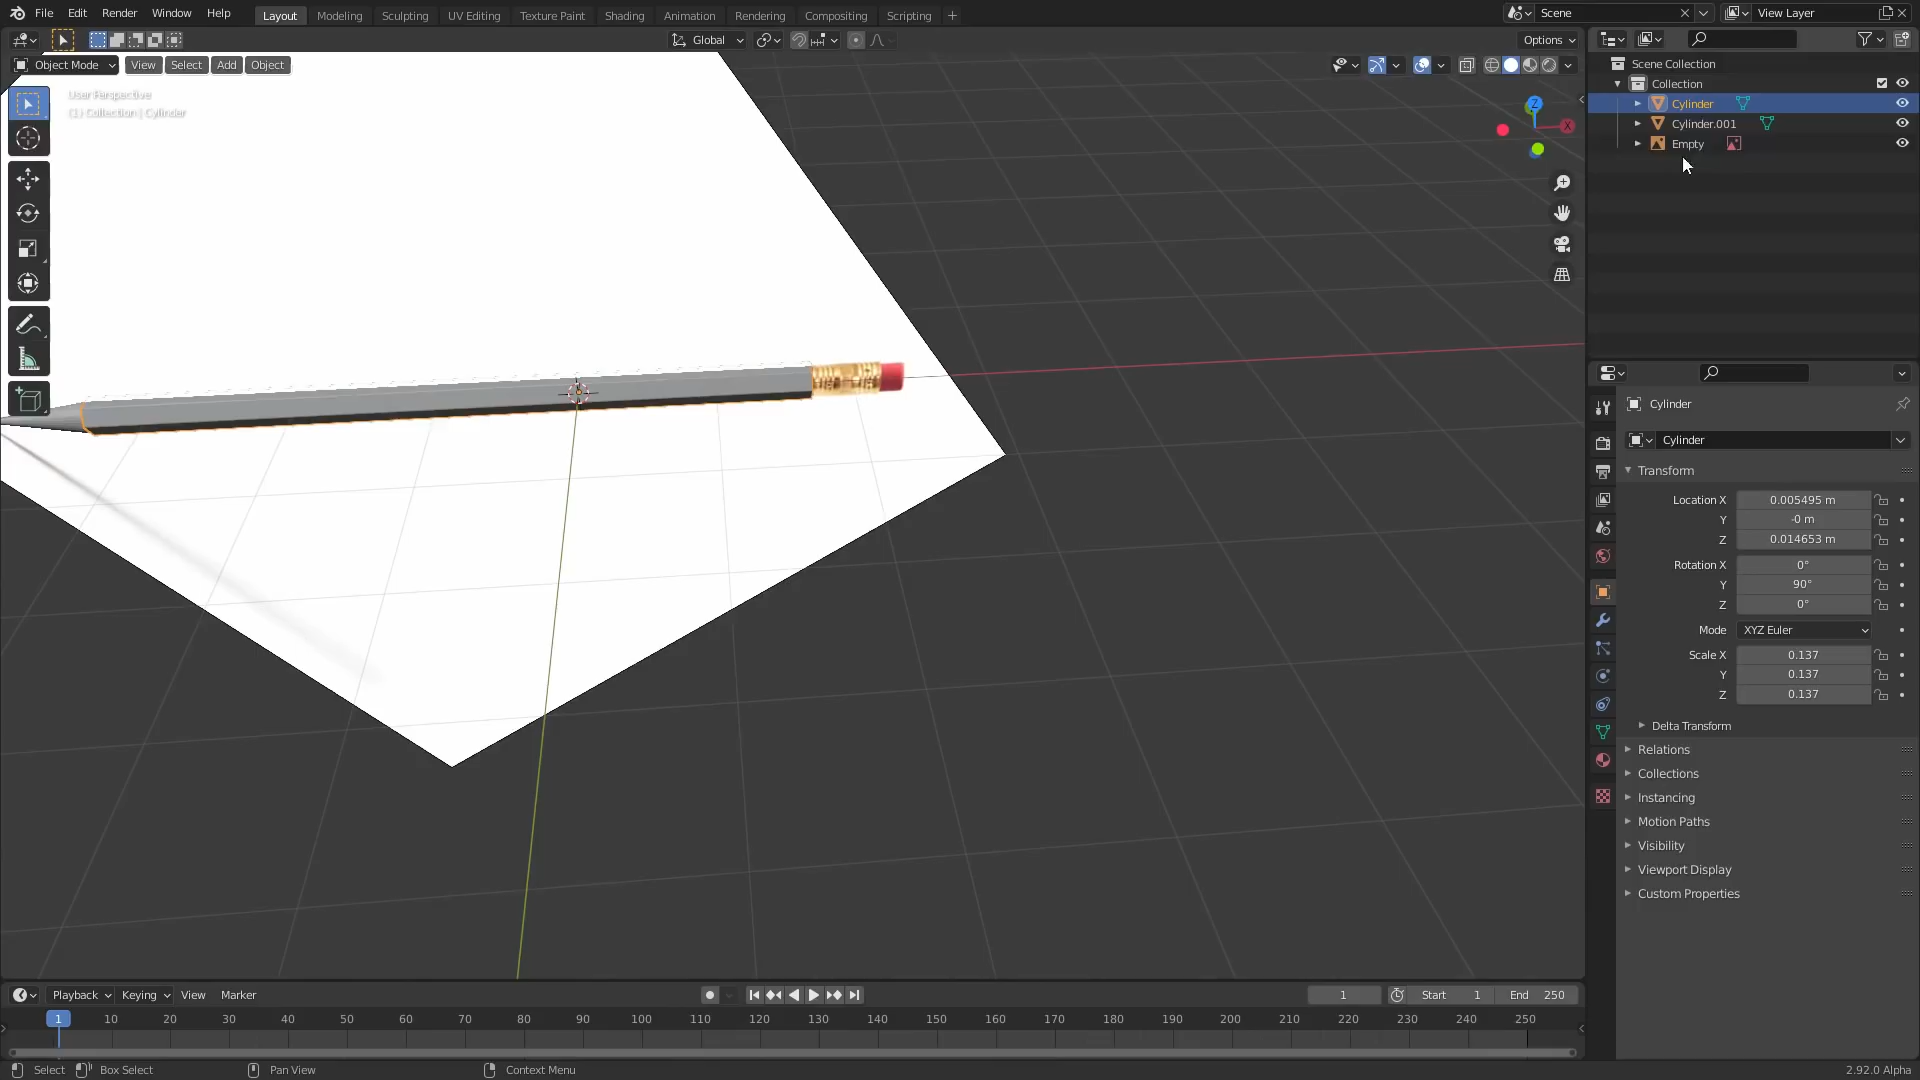 File Edit Render Window Help Layout Modeling Sculpting UV Editing Texture Paint Shading Animation Rendering Compositing Scripting + Scene View Layer
Global Options
Object Mode View Select Add Object
User Perspective
(1) Collection | Cylinder
Z
X
Scene Collection
Collection
Cylinder
Cylinder.001
Empty
Cylinder
Cylinder
Transform
Location X 0.005495 m
Y -0 m
Z 0.014653 m
Rotation X 0°
Y 90°
Z 0°
Mode XYZ Euler
Scale X 0.137
Y 0.137
Z 0.137
Delta Transform
Relations
Collections
Instancing
Motion Paths
Visibility
Viewport Display
Custom Properties
Playback Keying View Marker 1 Start 1 End 250
1 10 20 30 40 50 60 70 80 90 100 110 120 130 140 150 160 170 180 190 200 210 220 230 240 250
Select Box Select Pan View Context Menu 2.92.0 Alpha